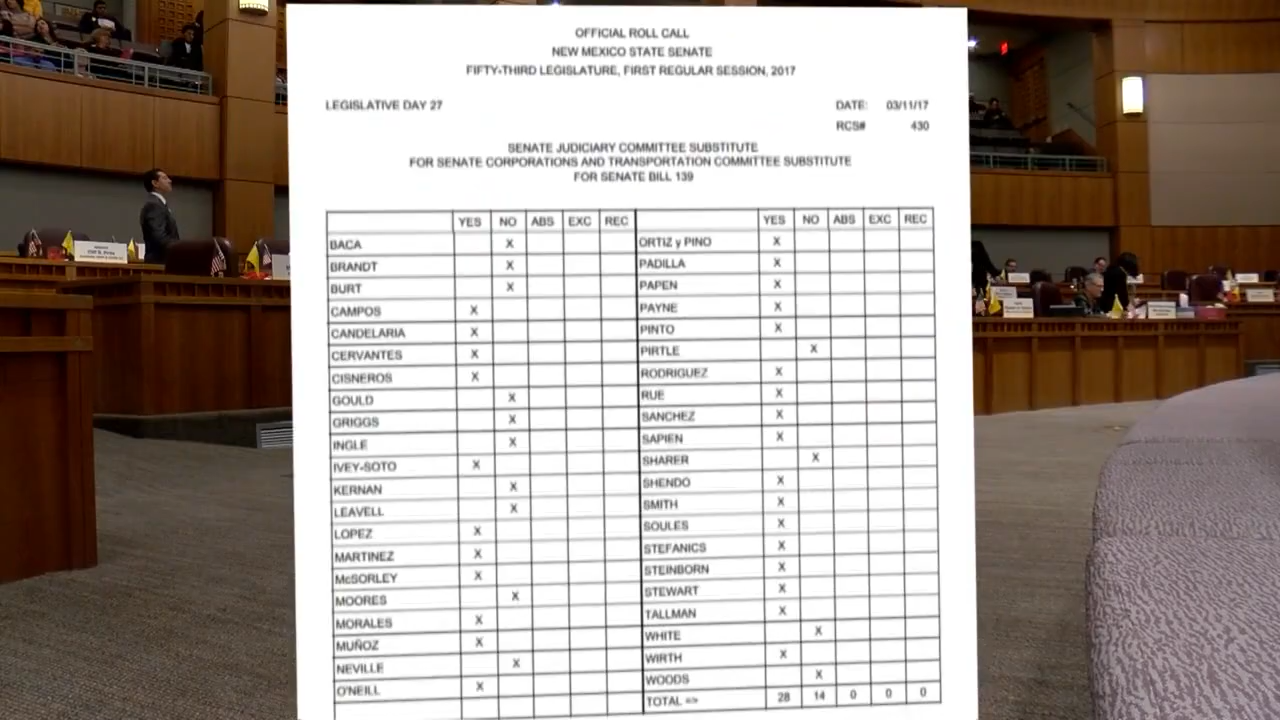 OFFICIAL ROLL CALL
NEW MEXICO STATE SENATE
FIFTY-THIRD LEGISLATURE, FIRST REGULAR SESSION, 2017
LEGISLATIVE DAY 27 DATE: 03/11/17
RCS# 430
SENATE JUDICIARY COMMITTEE SUBSTITUTE
FOR SENATE CORPORATIONS AND TRANSPORTATION COMMITTEE SUBSTITUTE
FOR SENATE BILL 139
YES NO ABS EXC REC YES NO ABS EXC REC
BACA X ORTIZ y PINO X
BRANDT X PADILLA X
BURT X PAPEN X
CAMPOS X PAYNE X
CANDELARIA X PINTO X
CERVANTES X PIRTLE X
CISNEROS X RODRIGUEZ X
GOULD X RUE X
GRIGGS X SANCHEZ X
INGLE X SAPIEN X
IVEY-SOTO X SHARER X
KERNAN X SHENDO X
LEAVELL X SMITH X
LOPEZ X SOULES X
MARTINEZ X STEFANICS X
McSORLEY X STEINBORN X
MOORES X STEWART X
MORALES X TALLMAN X
MUÑOZ X WHITE X
NEVILLE X WIRTH X
O'NEILL X WOODS X
TOTAL => 28 14 0 0 0